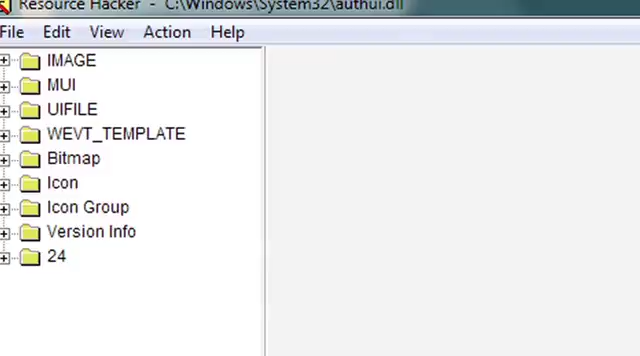 Resource Hacker - C:\Windows\System32\authui.dll
File Edit View Action Help
IMAGE
MUI
UIFILE
WEVT_TEMPLATE
Bitmap
Icon
Icon Group
Version Info
24